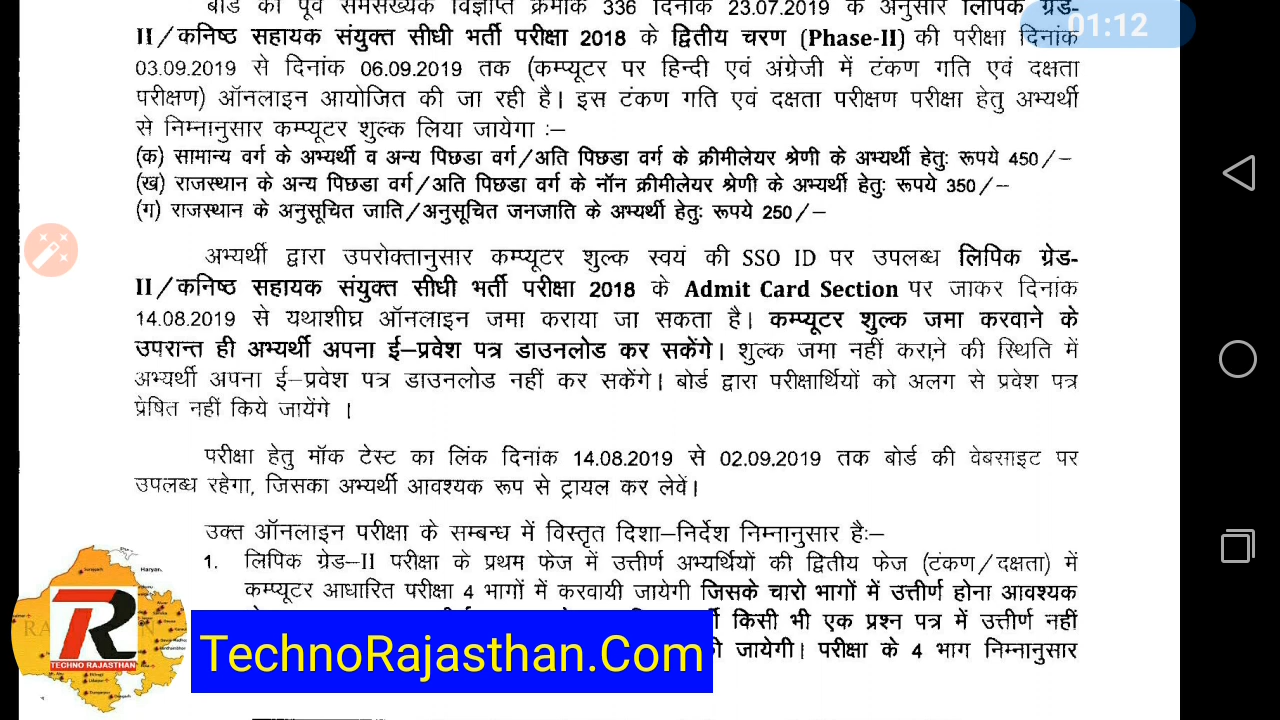 बोर्ड की पूर्व समसंख्यक विज्ञप्ति क्रमांक 336 दिनांक 23.07.2019 के अनुसार लिपिक ग्रेड-
01:12
II/कनिष्ठ सहायक संयुक्त सीधी भर्ती परीक्षा 2018 के द्वितीय चरण (Phase-II) की परीक्षा दिनांक
03.09.2019 से दिनांक 06.09.2019 तक (कम्प्यूटर पर हिन्दी एवं अंग्रेजी में टंकण गति एवं दक्षता
परीक्षण) ऑनलाइन आयोजित की जा रही है। इस टंकण गति एवं दक्षता परीक्षण परीक्षा हेतु अभ्यर्थी
से निम्नानुसार कम्प्यूटर शुल्क लिया जायेगा :–
(क) सामान्य वर्ग के अभ्यर्थी व अन्य पिछडा वर्ग/अति पिछडा वर्ग के क्रीमीलेयर श्रेणी के अभ्यर्थी हेतुः रूपये 450/–
(ख) राजस्थान के अन्य पिछडा वर्ग/अति पिछडा वर्ग के नॉन क्रीमीलेयर श्रेणी के अभ्यर्थी हेतुः रूपये 350/–
(ग) राजस्थान के अनुसूचित जाति/अनुसूचित जनजाति के अभ्यर्थी हेतुः रूपये 250/–
अभ्यर्थी द्वारा उपरोक्तानुसार कम्प्यूटर शुल्क स्वयं की SSO ID पर उपलब्ध लिपिक ग्रेड-
II/कनिष्ठ सहायक संयुक्त सीधी भर्ती परीक्षा 2018 के Admit Card Section पर जाकर दिनांक
14.08.2019 से यथाशीघ्र ऑनलाइन जमा कराया जा सकता है। कम्प्यूटर शुल्क जमा करवाने के
उपरान्त ही अभ्यर्थी अपना ई–प्रवेश पत्र डाउनलोड कर सकेंगे। शुल्क जमा नहीं कराने की स्थिति में
अभ्यर्थी अपना ई–प्रवेश पत्र डाउनलोड नहीं कर सकेंगे। बोर्ड द्वारा परीक्षार्थियों को अलग से प्रवेश पत्र
प्रेषित नहीं किये जायेंगे ।
परीक्षा हेतु मॉक टेस्ट का लिंक दिनांक 14.08.2019 से 02.09.2019 तक बोर्ड की वेबसाइट पर
उपलब्ध रहेगा, जिसका अभ्यर्थी आवश्यक रूप से ट्रायल कर लेवें।
उक्त ऑनलाइन परीक्षा के सम्बन्ध में विस्तृत दिशा–निर्देश निम्नानुसार हैः–
1. लिपिक ग्रेड–II परीक्षा के प्रथम फेज में उत्तीर्ण अभ्यर्थियों की द्वितीय फेज (टंकण/दक्षता) में
कम्प्यूटर आधारित परीक्षा 4 भागों में करवायी जायेगी जिसके चारो भागों में उत्तीर्ण होना आवश्यक
किसी भी एक प्रश्न पत्र में उत्तीर्ण नहीं
जायेगी। परीक्षा के 4 भाग निम्नानुसार
TR
TECHNO RAJASTHAN
TechnoRajasthan.Com